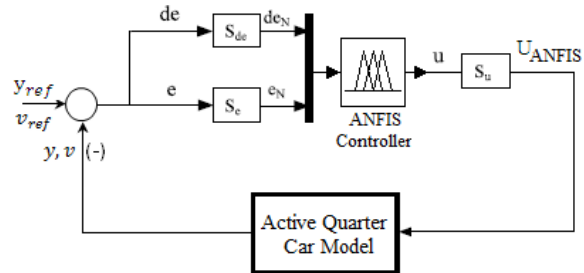 de
S_de
de_N
e
S_e
e_N
y_ref
v_ref
y, v (-)
ANFIS
Controller
u
S_u
U_ANFIS
Active Quarter
Car Model